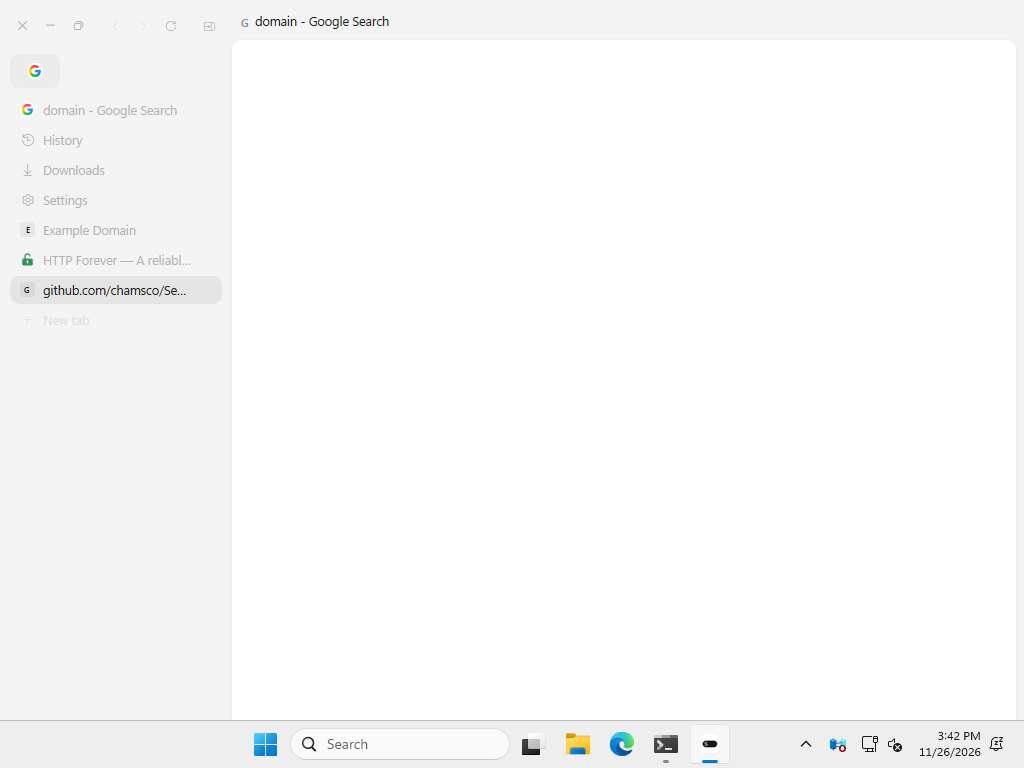 G domain - Google Search
domain - Google Search
History
Downloads
Settings
E Example Domain
HTTP Forever — A reliabl...
G github.com/chamsco/Se...
+ New tab
Search
3:42 PM
11/26/2026